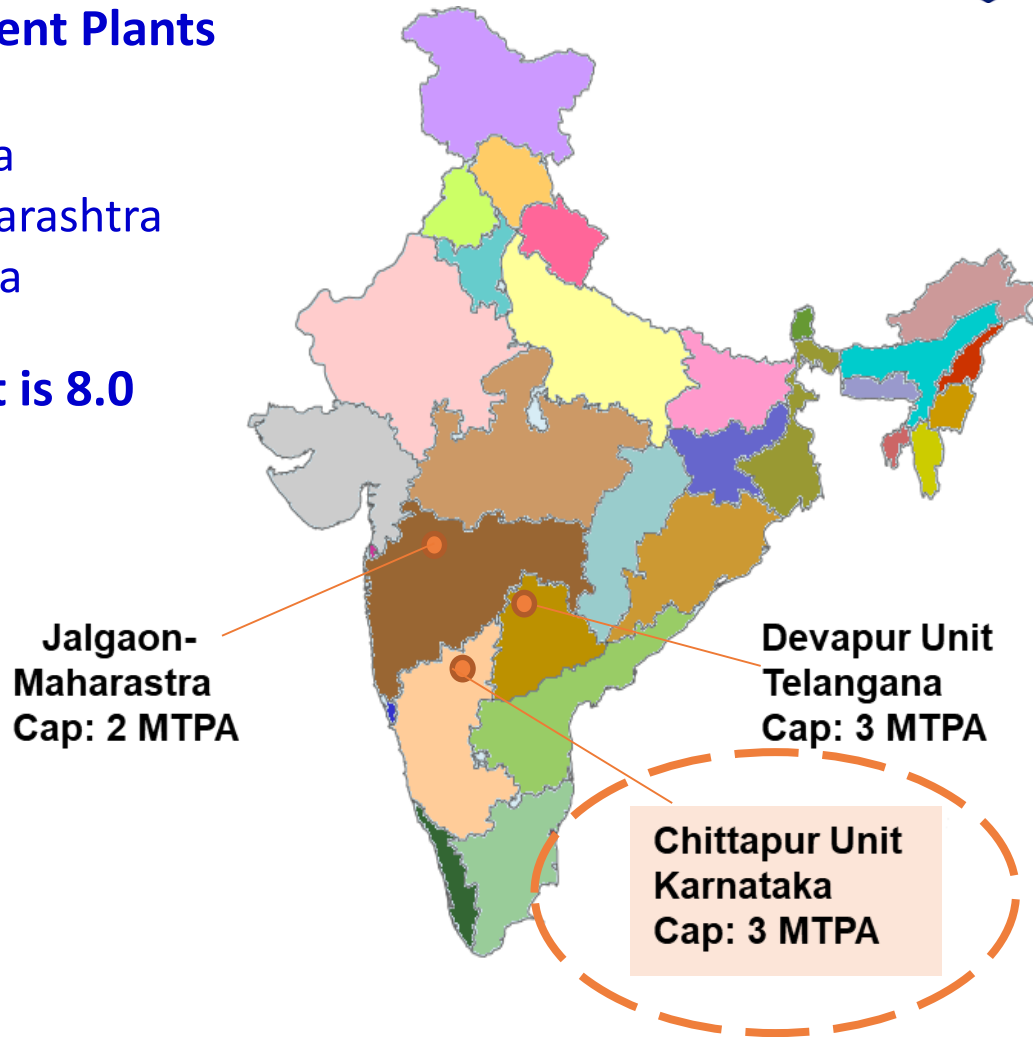 ent Plants
a
arashtra
a
t is 8.0
Jalgaon-
Maharastra
Cap: 2 MTPA
Devapur Unit
Telangana
Cap: 3 MTPA
Chittapur Unit
Karnataka
Cap: 3 MTPA